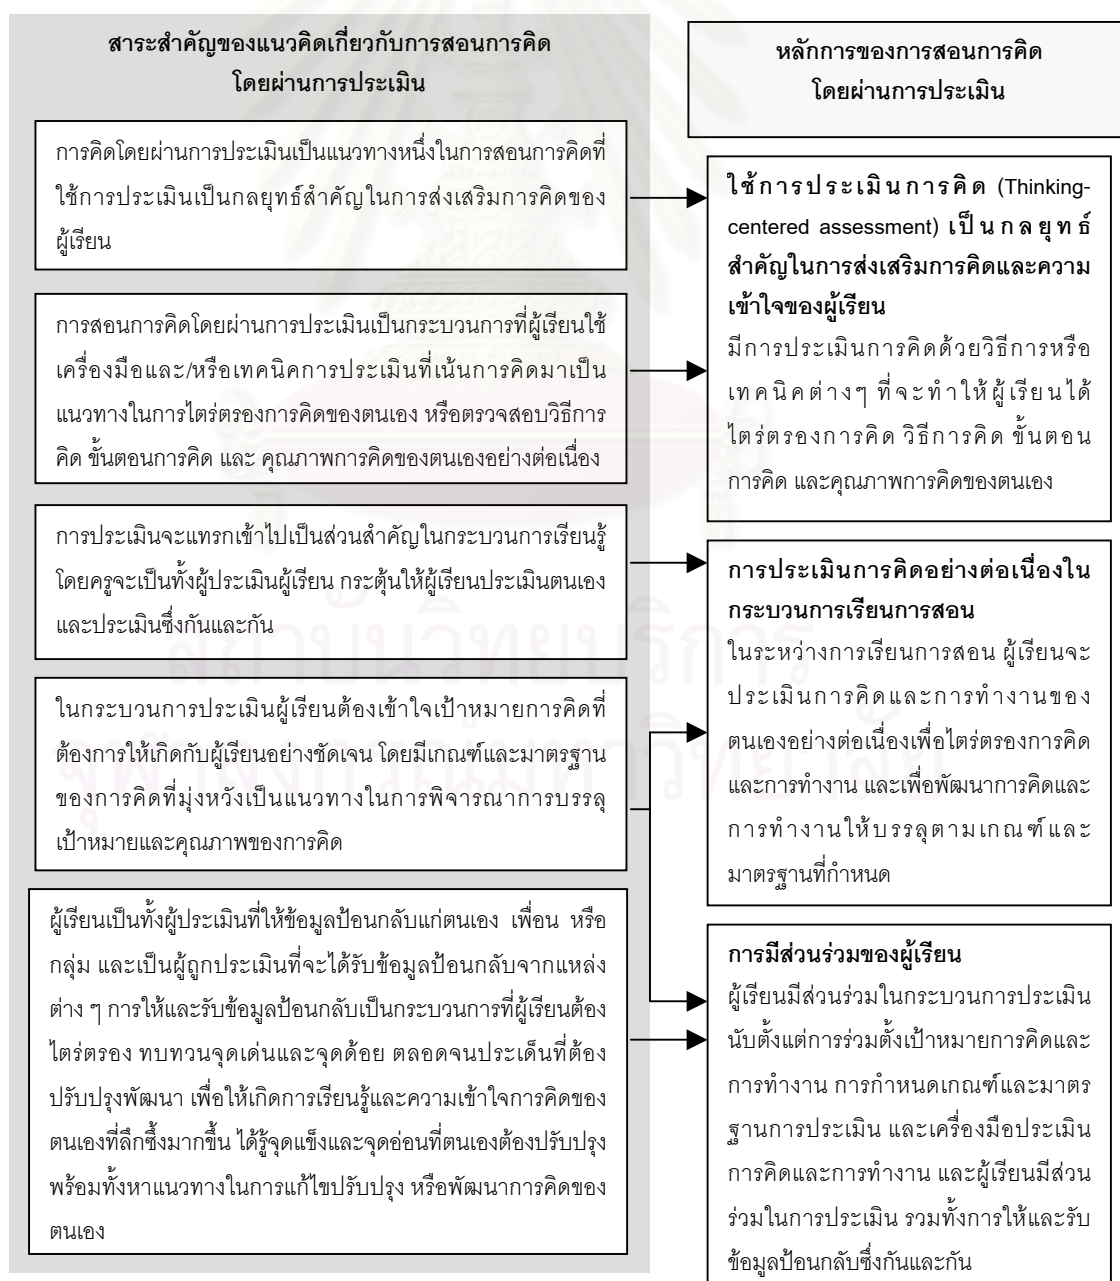 สาระสำคัญของแนวคิดเกี่ยวกับการสอนการคิด
โดยผ่านการประเมิน
การคิดโดยผ่านการประเมินเป็นแนวทางหนึ่งในการสอนการคิดที่
ใช้การประเมินเป็นกลยุทธ์สำคัญในการส่งเสริมการคิดของ
ผู้เรียน
การสอนการคิดโดยผ่านการประเมินเป็นกระบวนการที่ผู้เรียนใช้
เครื่องมือและ/หรือเทคนิคการประเมินที่เน้นการคิดมาเป็น
แนวทางในการไตร่ตรองการคิดของตนเอง หรือตรวจสอบวิธีการ
คิด ขั้นตอนการคิด และ คุณภาพการคิดของตนเองอย่างต่อเนื่อง
การประเมินจะแทรกเข้าไปเป็นส่วนสำคัญในกระบวนการเรียนรู้
โดยครูจะเป็นทั้งผู้ประเมินผู้เรียน กระตุ้นให้ผู้เรียนประเมินตนเอง
และประเมินซึ่งกันและกัน
ในกระบวนการประเมินผู้เรียนต้องเข้าใจเป้าหมายการคิดที่
ต้องการให้เกิดกับผู้เรียนอย่างชัดเจน โดยมีเกณฑ์และมาตรฐาน
ของการคิดที่มุ่งหวังเป็นแนวทางในการพิจารณาการบรรลุ
เป้าหมายและคุณภาพของการคิด
ผู้เรียนเป็นทั้งผู้ประเมินที่ให้ข้อมูลป้อนกลับแก่ตนเอง เพื่อน หรือ
กลุ่ม และเป็นผู้ถูกประเมินที่จะได้รับข้อมูลป้อนกลับจากแหล่ง
ต่าง ๆ การให้และรับข้อมูลป้อนกลับเป็นกระบวนการที่ผู้เรียนต้อง
ไตร่ตรอง ทบทวนจุดเด่นและจุดด้อย ตลอดจนประเด็นที่ต้อง
ปรับปรุงพัฒนา เพื่อให้เกิดการเรียนรู้และความเข้าใจการคิดของ
ตนเองที่ลึกซึ้งมากขึ้น ได้รู้จุดแข็งและจุดอ่อนที่ตนเองต้องปรับปรุง
พร้อมทั้งหาแนวทางในการแก้ไขปรับปรุง หรือพัฒนาการคิดของ
ตนเอง
หลักการของการสอนการคิด
โดยผ่านการประเมิน
ใช้การประเมินการคิด (Thinking-
centered assessment) เป็นกลยุทธ์
สำคัญในการส่งเสริมการคิดและความ
เข้าใจของผู้เรียน
มีการประเมินการคิดด้วยวิธีการหรือ
เทคนิคต่างๆ ที่จะทำให้ผู้เรียนได้
ไตร่ตรองการคิด วิธีการคิด ขั้นตอน
การคิด และคุณภาพการคิดของตนเอง
การประเมินการคิดอย่างต่อเนื่องใน
กระบวนการเรียนการสอน
ในระหว่างการเรียนการสอน ผู้เรียนจะ
ประเมินการคิดและการทำงานของ
ตนเองอย่างต่อเนื่องเพื่อไตร่ตรองการคิด
และการทำงาน และเพื่อพัฒนาการคิดและ
การทำงานให้บรรลุตามเกณฑ์และ
มาตรฐานที่กำหนด
การมีส่วนร่วมของผู้เรียน
ผู้เรียนมีส่วนร่วมในกระบวนการประเมิน
นับตั้งแต่การร่วมตั้งเป้าหมายการคิดและ
การทำงาน การกำหนดเกณฑ์และมาตร
ฐานการประเมิน และเครื่องมือประเมิน
การคิดและการทำงาน และผู้เรียนมีส่วน
ร่วมในการประเมิน รวมทั้งการให้และรับ
ข้อมูลป้อนกลับซึ่งกันและกัน
สถาบันวิทยบริการ
จุฬาลงกรณ์มหาวิทยาลัย